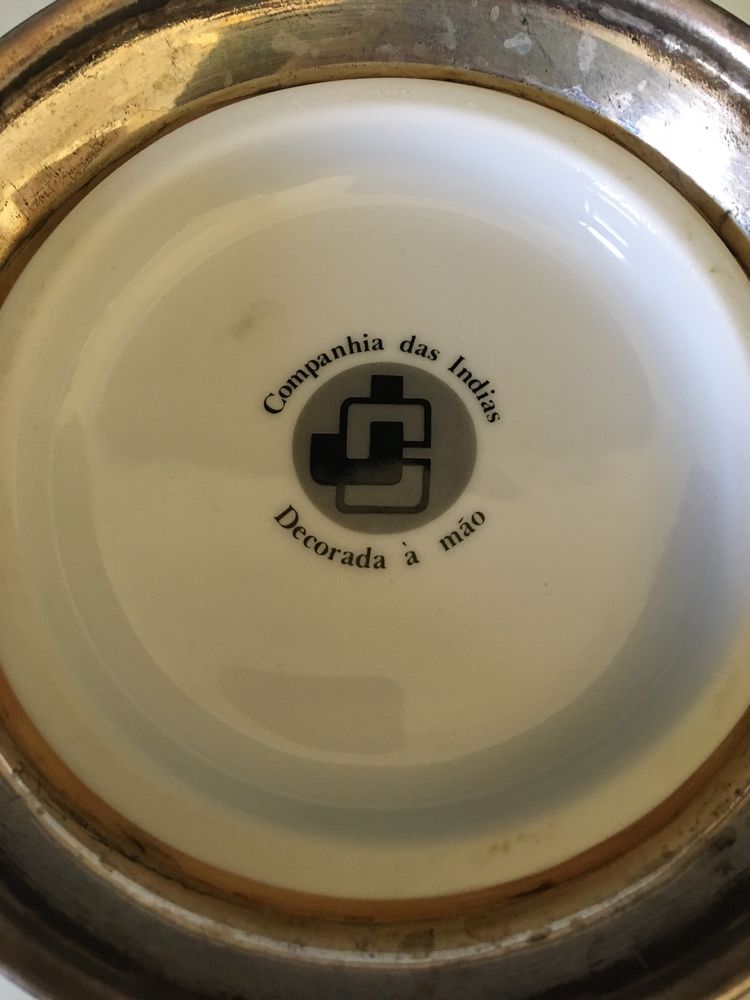 Companhia das Indias
Decorada à mão